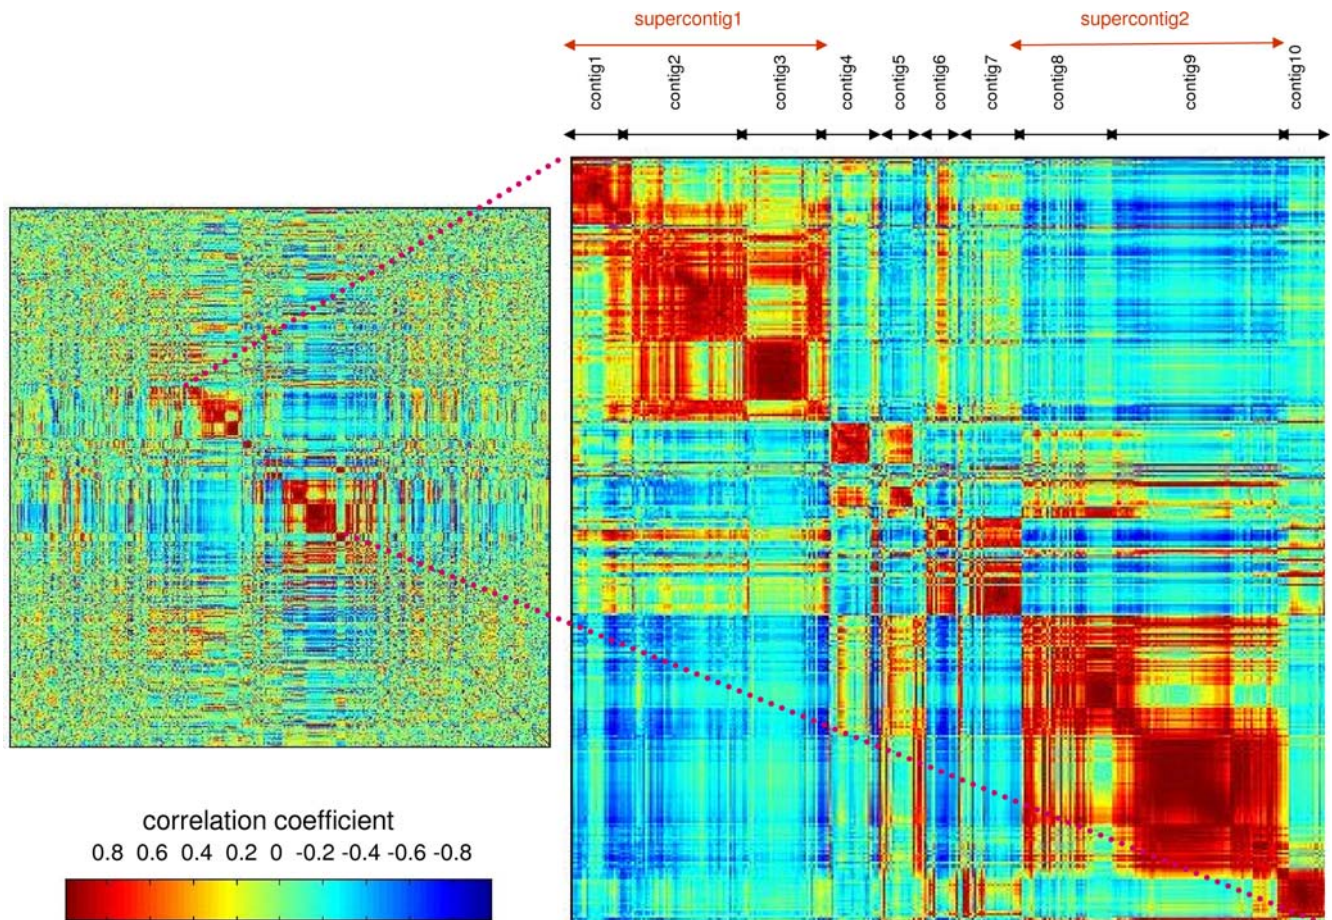 supercontig1 supercontig2
contig1 contig2 contig3 contig4 contig5 contig6 contig7 contig8 contig9 contig10
correlation coefficient
0.8 0.6 0.4 0.2 0 -0.2 -0.4 -0.6 -0.8